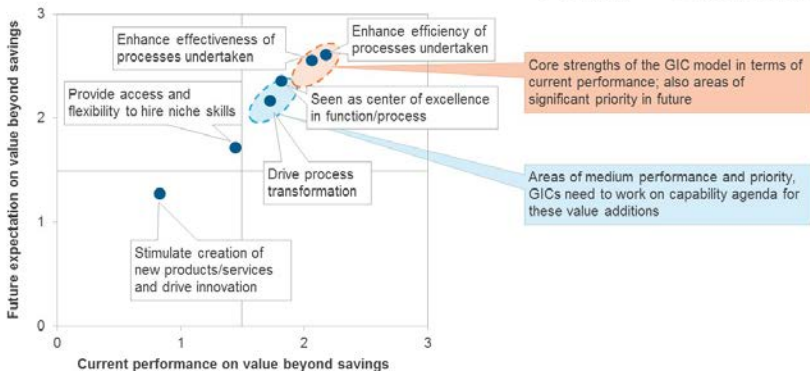 3
Enhance effectiveness of
processes undertaken
Enhance efficiency of
processes undertaken
Core strengths of the GIC model in terms of
current performance; also areas of
significant priority in future
Provide access and
flexibility to hire niche skills
Seen as center of excellence
in function/process
2
Drive process
transformation
Areas of medium performance and priority,
GICs need to work on capability agenda for
these value additions
1
Stimulate creation of
new products/services
and drive innovation
0
0 1 2 3
Future expectation on value beyond savings
Current performance on value beyond savings